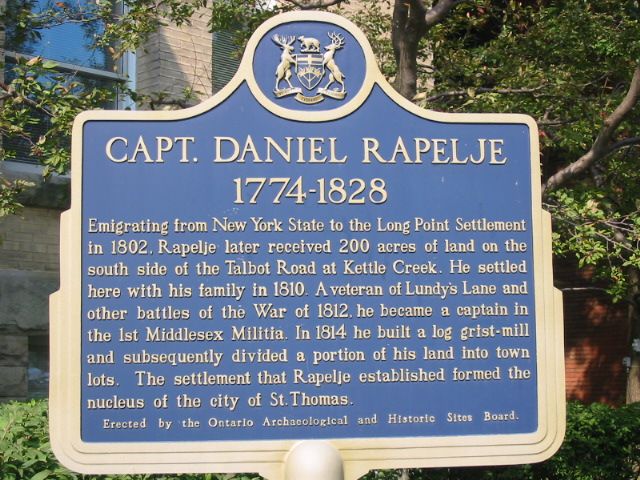 CAPT. DANIEL RAPELJE
1774-1828
Emigrating from New York State to the Long Point Settlement
in 1802, Rapelje later received 200 acres of land on the
south side of the Talbot Road at Kettle Creek. He settled
here with his family in 1810. A veteran of Lundy's Lane and
other battles of the War of 1812, he became a captain in
the 1st Middlesex Militia. In 1814 he built a log grist-mill
and subsequently divided a portion of his land into town
lots. The settlement that Rapelje established formed the
nucleus of the city of St. Thomas.
Erected by the Ontario Archaeological and Historic Sites Board.